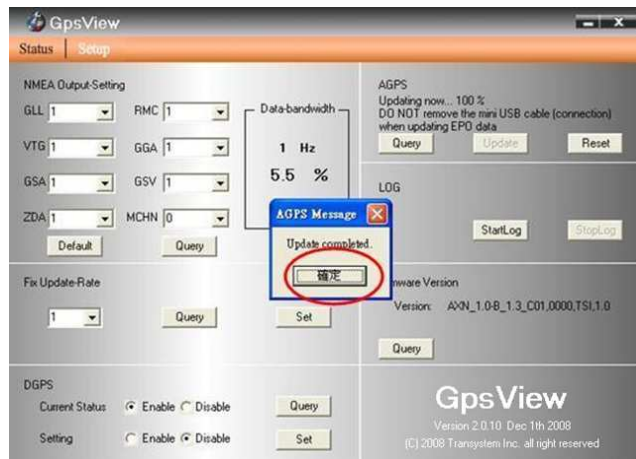 GpsView
Status Setup
NMEA Output-Setting
GLL 1 RMC 1
VTG 1 GGA 1
GSA 1 GSV 1
ZDA 1 MCHN 0
Default Query
Data-bandwidth
1 Hz
5.5 %
AGPS
Updating now... 100 %
DO NOT remove the mini USB cable (connection)
when updating EPO data
Query Update Reset
LOG
StartLog StopLog
AGPS Message
Update completed.
確定
Fix Update-Rate
1 Query Set
mware Version
Version: AXN_1.0-B_1.3_C01,0000,TSI,1.0
Query
DGPS
Current Status Enable Disable Query
Setting Enable Disable Set
GpsView
Version 2.0.10 Dec 1th 2008
(C) 2008 Transystem Inc. all right reserved